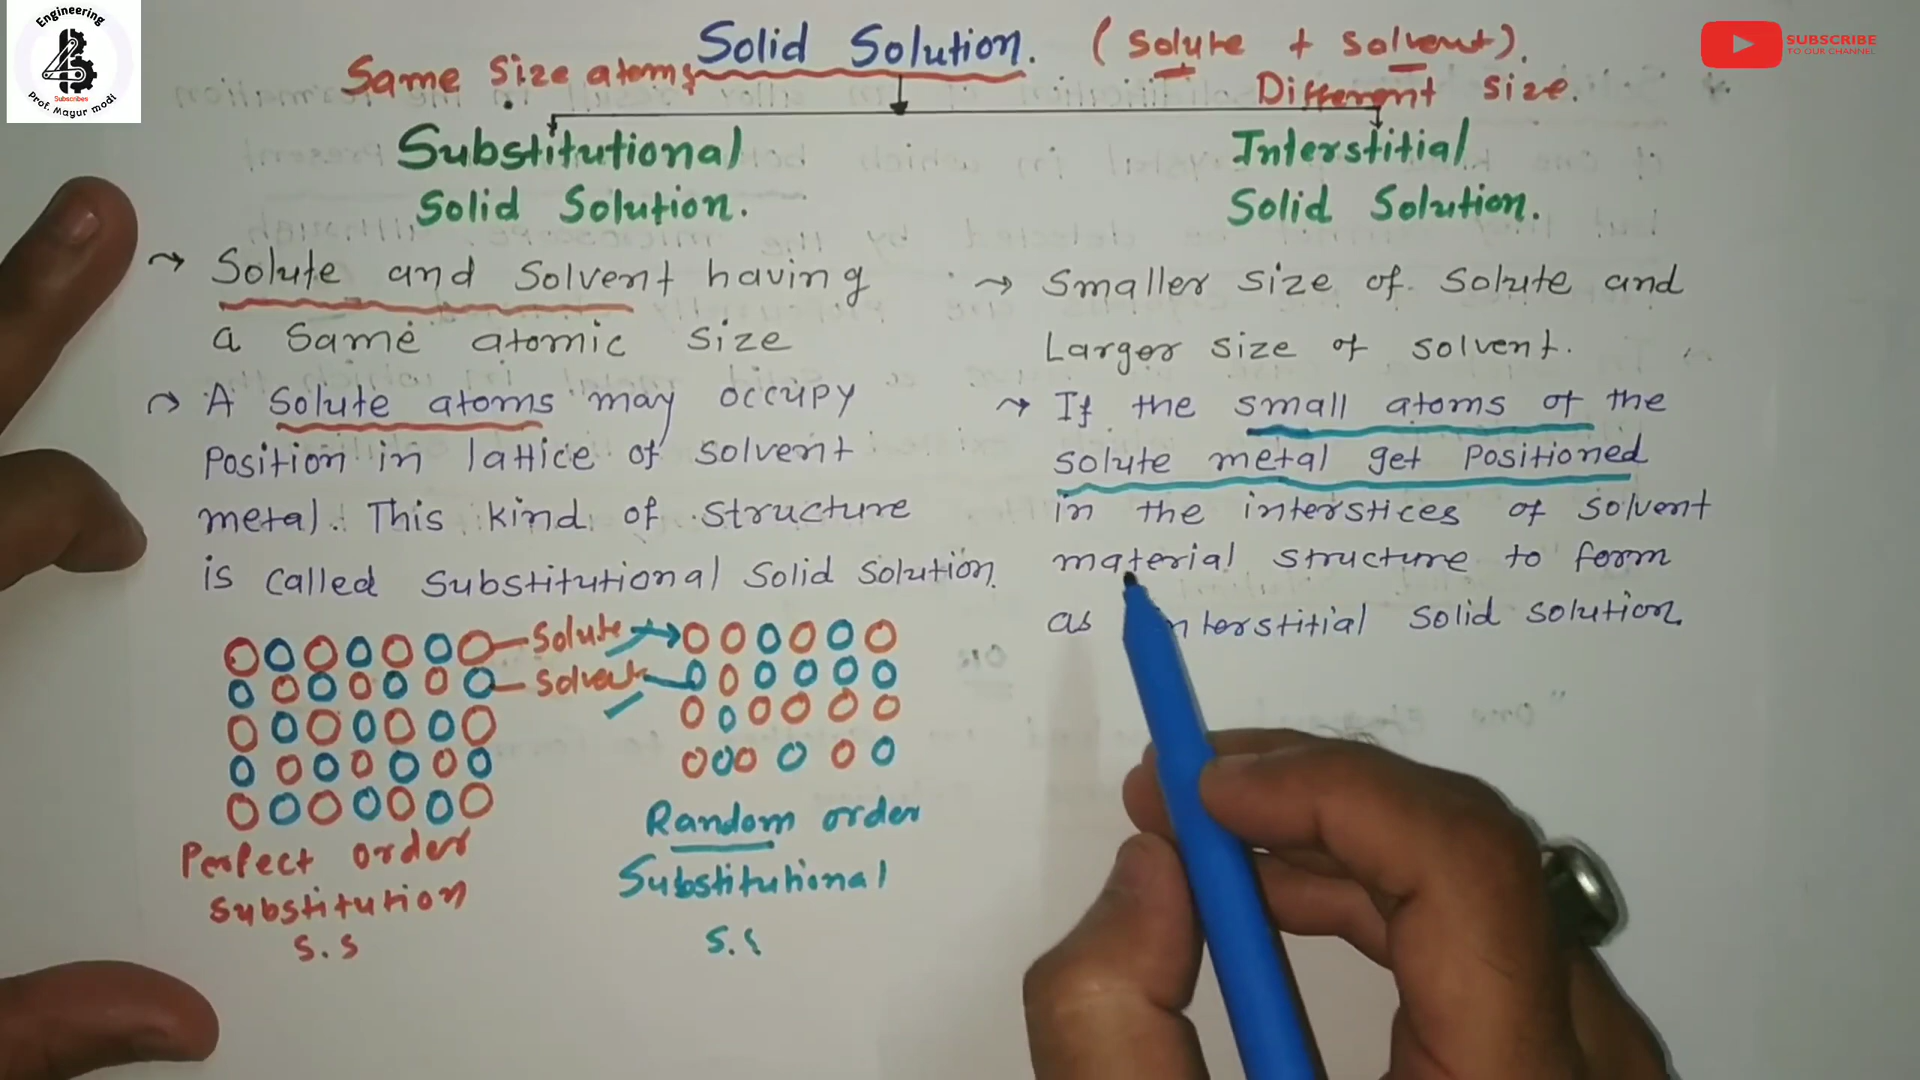 Engineering
Subscribes
Prof. Mayur modi
SUBSCRIBE
TO OUR CHANNEL
Solid Solution. (Solute + Solvent).
Same Size atoms
Different Size.
Substitutional
Solid Solution.
→ Solute and Solvent having
a Same atomic size
→ A Solute atoms may occupy
Position in lattice of solvent
metal. This kind of structure
is called Substitutional Solid Solution.
Solute
Solvent
Perfect Order
Substitution
S.S
Random order
Substitutional
S.S
Interstitial
Solid Solution.
→ Smaller size of solute and
Larger size of solvent.
→ If the small atoms of the
solute metal get Positioned
in the interstices of solvent
material structure to form
as Interstitial Solid Solution.